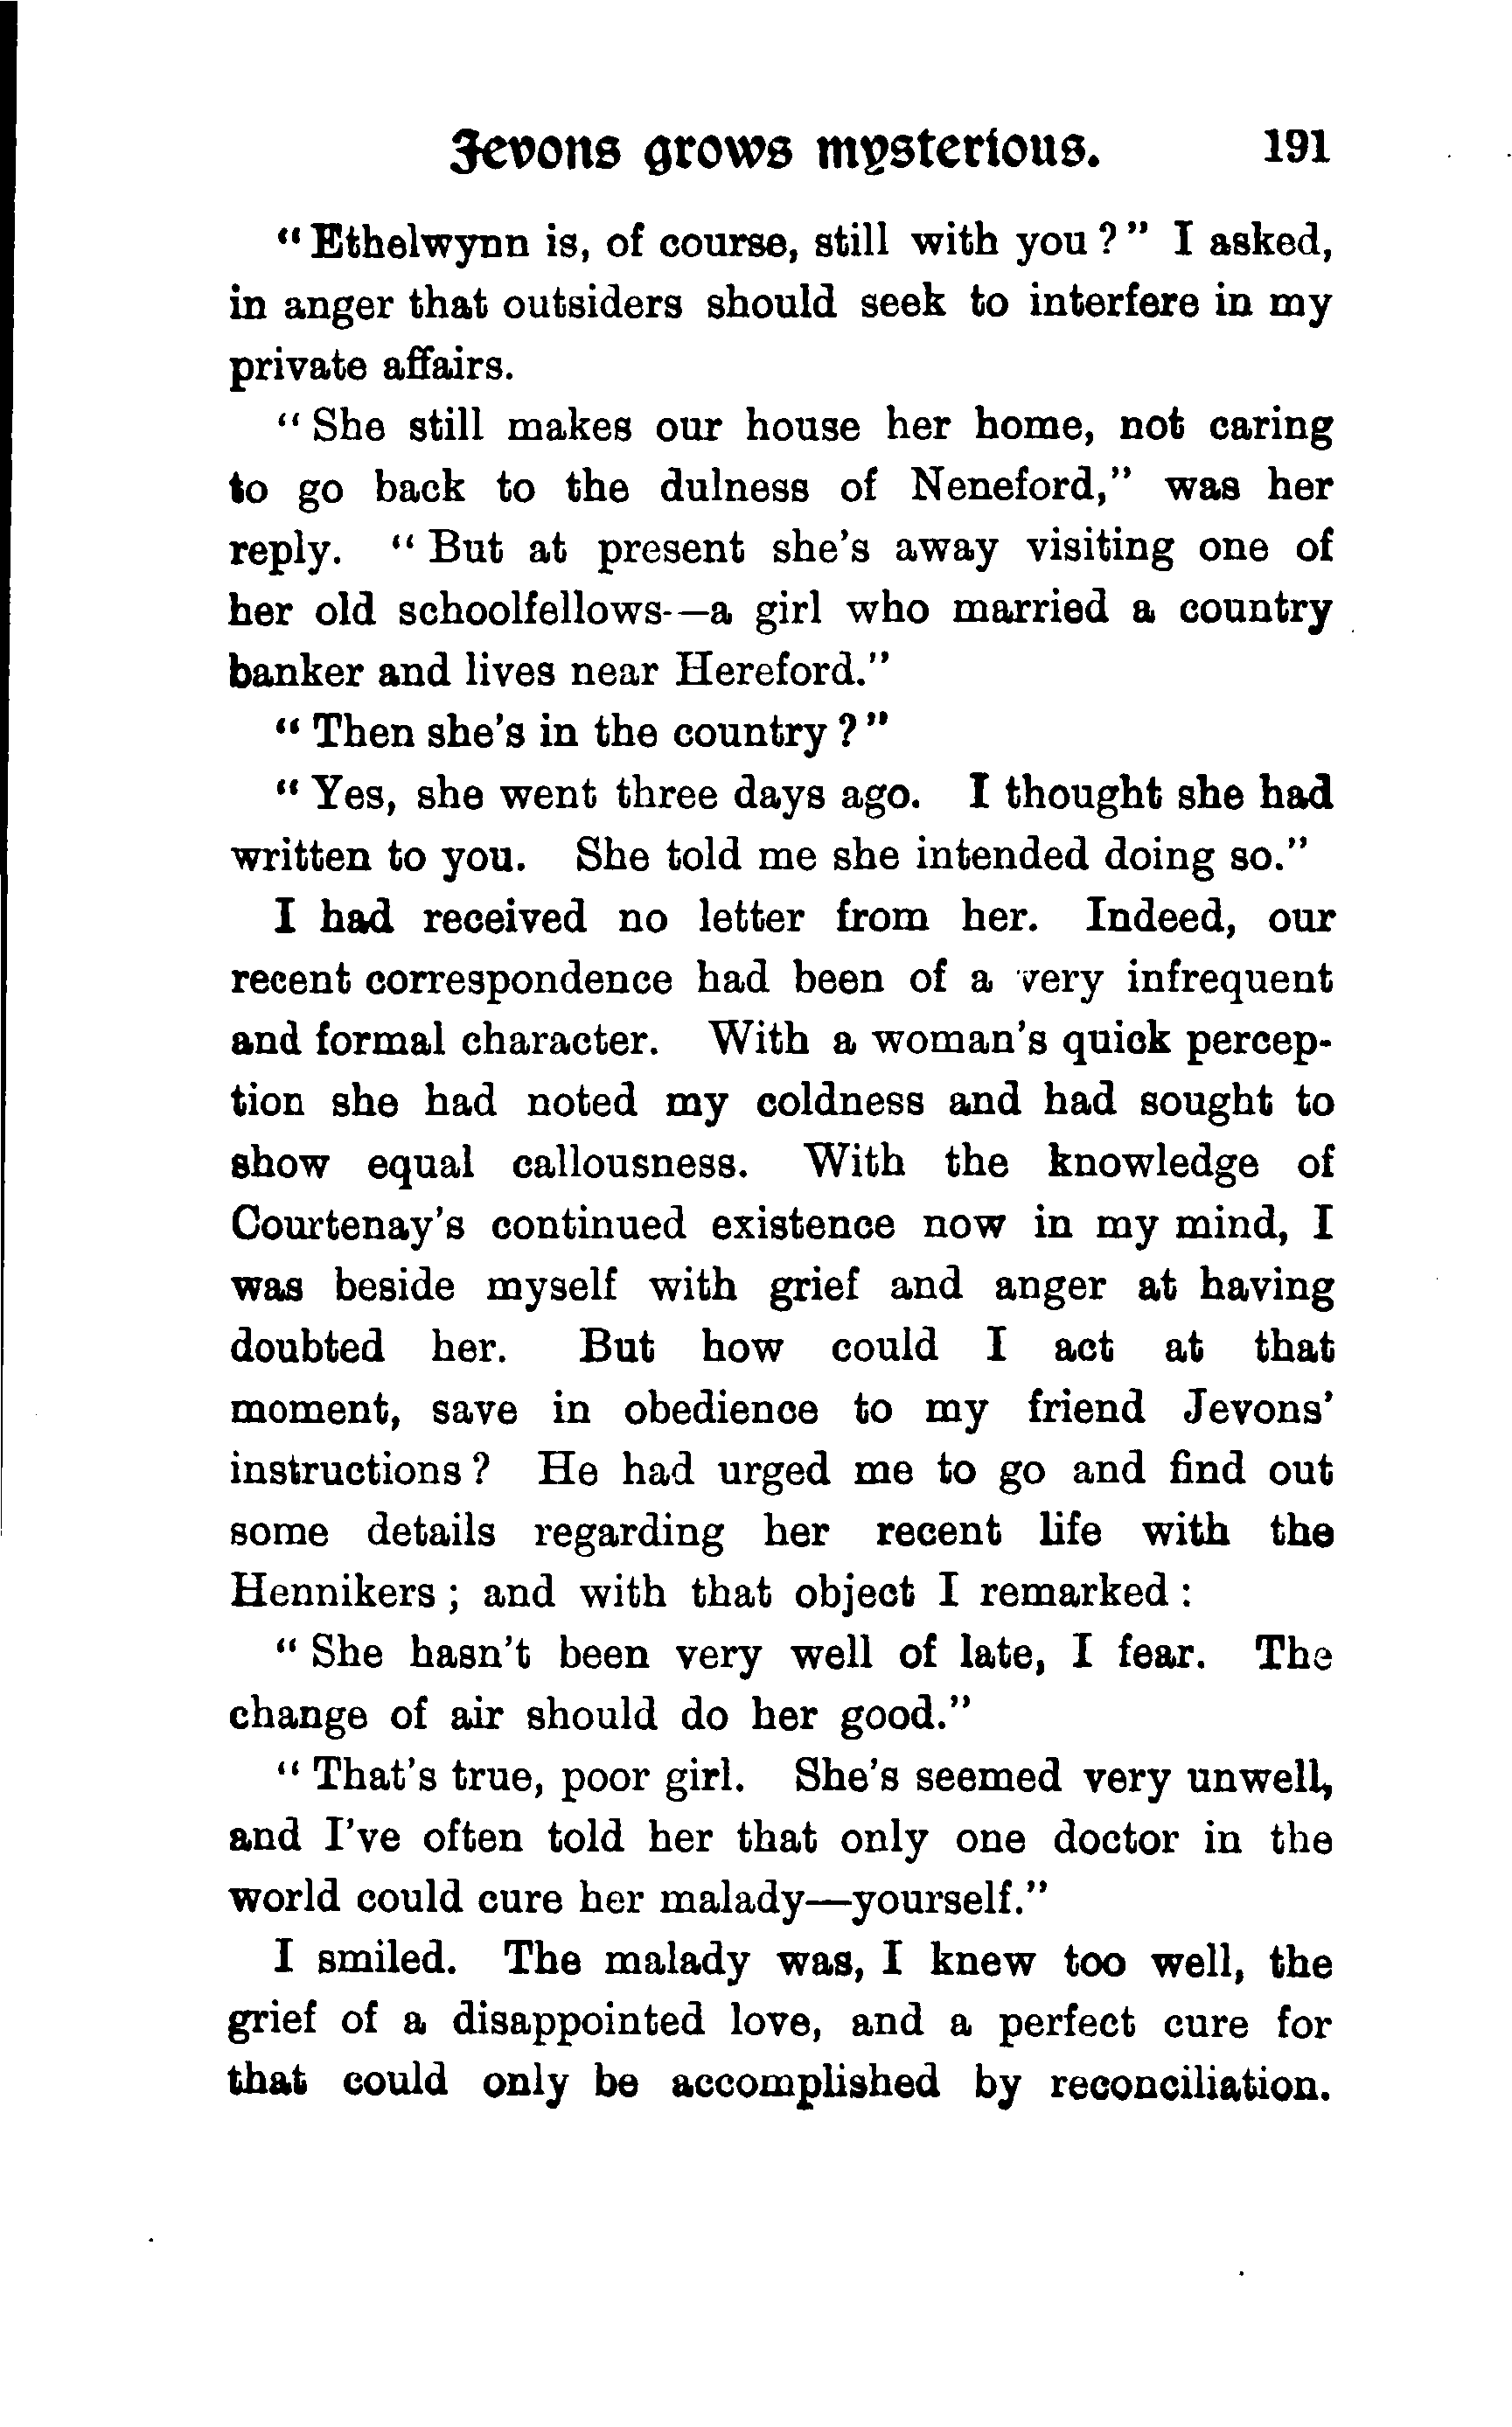 Jevons grows mysterious. 191
“Ethelwynn is, of course, still with you?” I asked,
in anger that outsiders should seek to interfere in my
private affairs.
“She still makes our house her home, not caring
to go back to the dulness of Neneford,” was her
reply. “But at present she's away visiting one of
her old schoolfellows—a girl who married a country
banker and lives near Hereford.”
“Then she's in the country?”
“Yes, she went three days ago. I thought she had
written to you. She told me she intended doing so.”
I had received no letter from her. Indeed, our
recent correspondence had been of a very infrequent
and formal character. With a woman's quick percep-
tion she had noted my coldness and had sought to
show equal callousness. With the knowledge of
Courtenay's continued existence now in my mind, I
was beside myself with grief and anger at having
doubted her. But how could I act at that
moment, save in obedience to my friend Jevons'
instructions? He had urged me to go and find out
some details regarding her recent life with the
Hennikers; and with that object I remarked:
“She hasn't been very well of late, I fear. The
change of air should do her good.”
“That's true, poor girl. She's seemed very unwell,
and I've often told her that only one doctor in the
world could cure her malady—yourself.”
I smiled. The malady was, I knew too well, the
grief of a disappointed love, and a perfect cure for
that could only be accomplished by reconciliation.